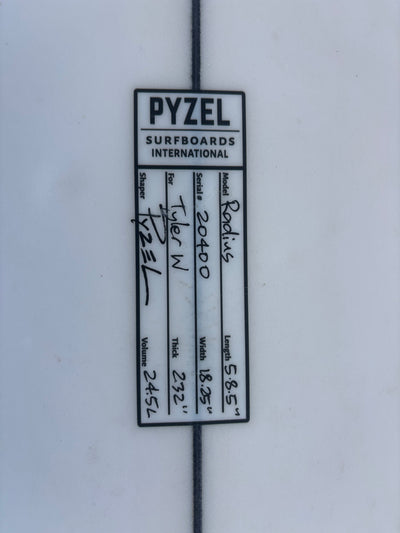 PYZEL
SURFBOARDS
INTERNATIONAL
Model Radius Length 5.8.5"
Serial # 20400 Width 18.25"
For Tyler W Thick 2.32"
Shaper PYZEL Volume 24.5L